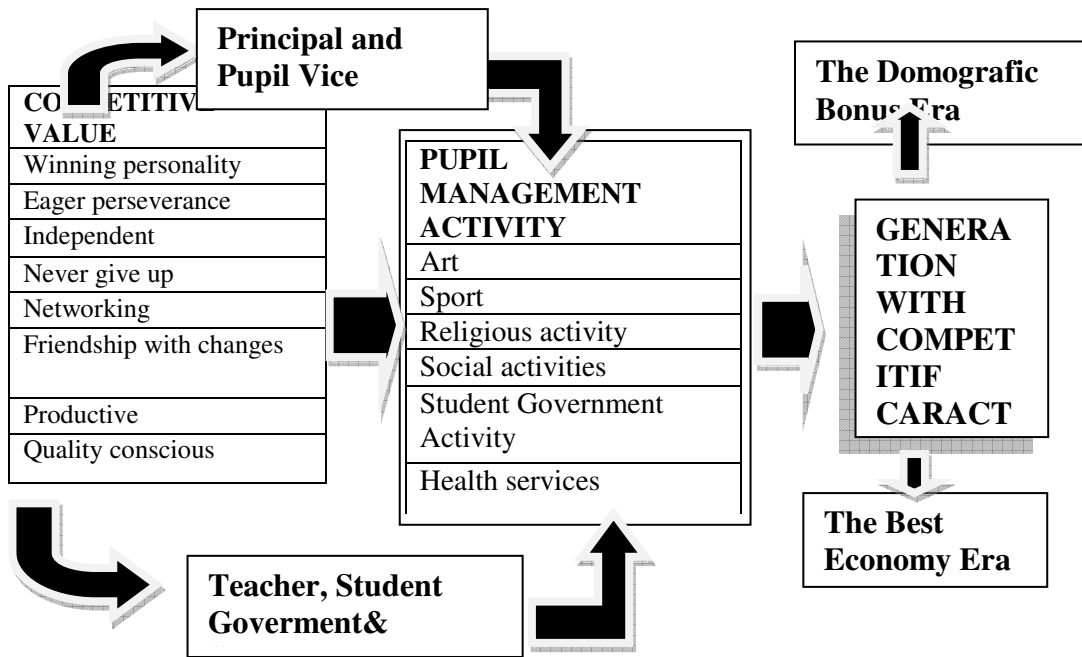 Principal and
Pupil Vice
COMPETITIVE
VALUE
Winning personality
Eager perseverance
Independent
Never give up
Networking
Friendship with changes
Productive
Quality conscious
PUPIL
MANAGEMENT
ACTIVITY
Art
Sport
Religious activity
Social activities
Student Government
Activity
Health services
Teacher, Student
Goverment&
The Domografic
Bonus Era
GENERA
TION
WITH
COMPET
ITIF
CARACT
The Best
Economy Era